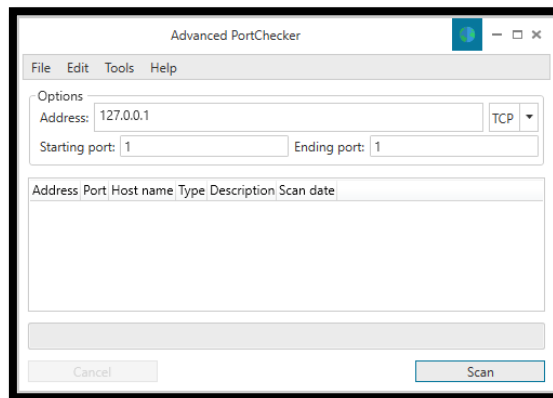 Advanced PortChecker
File Edit Tools Help
Options
Address: 127.0.0.1 TCP
Starting port: 1 Ending port: 1
Address Port Host name Type Description Scan date
Cancel Scan